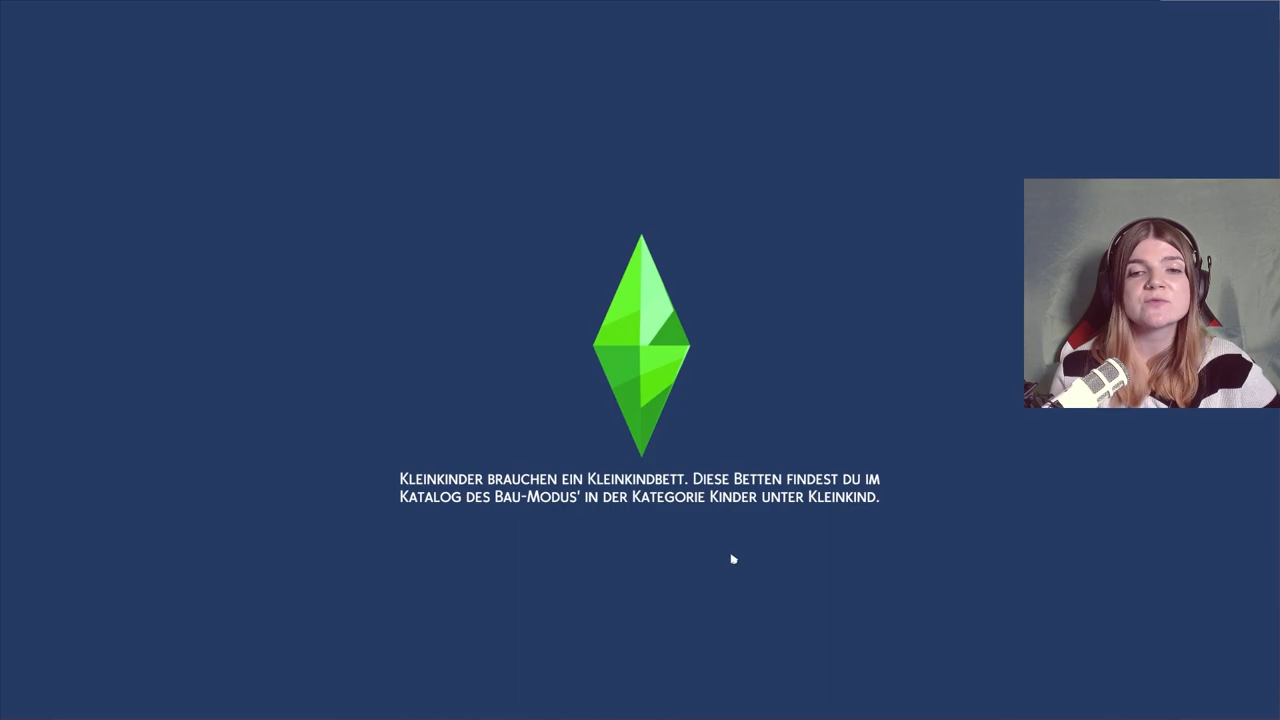 Kleinkinder brauchen ein Kleinkindbett. Diese Betten findest du im
Katalog des Bau-Modus' in der Kategorie Kinder unter Kleinkind.